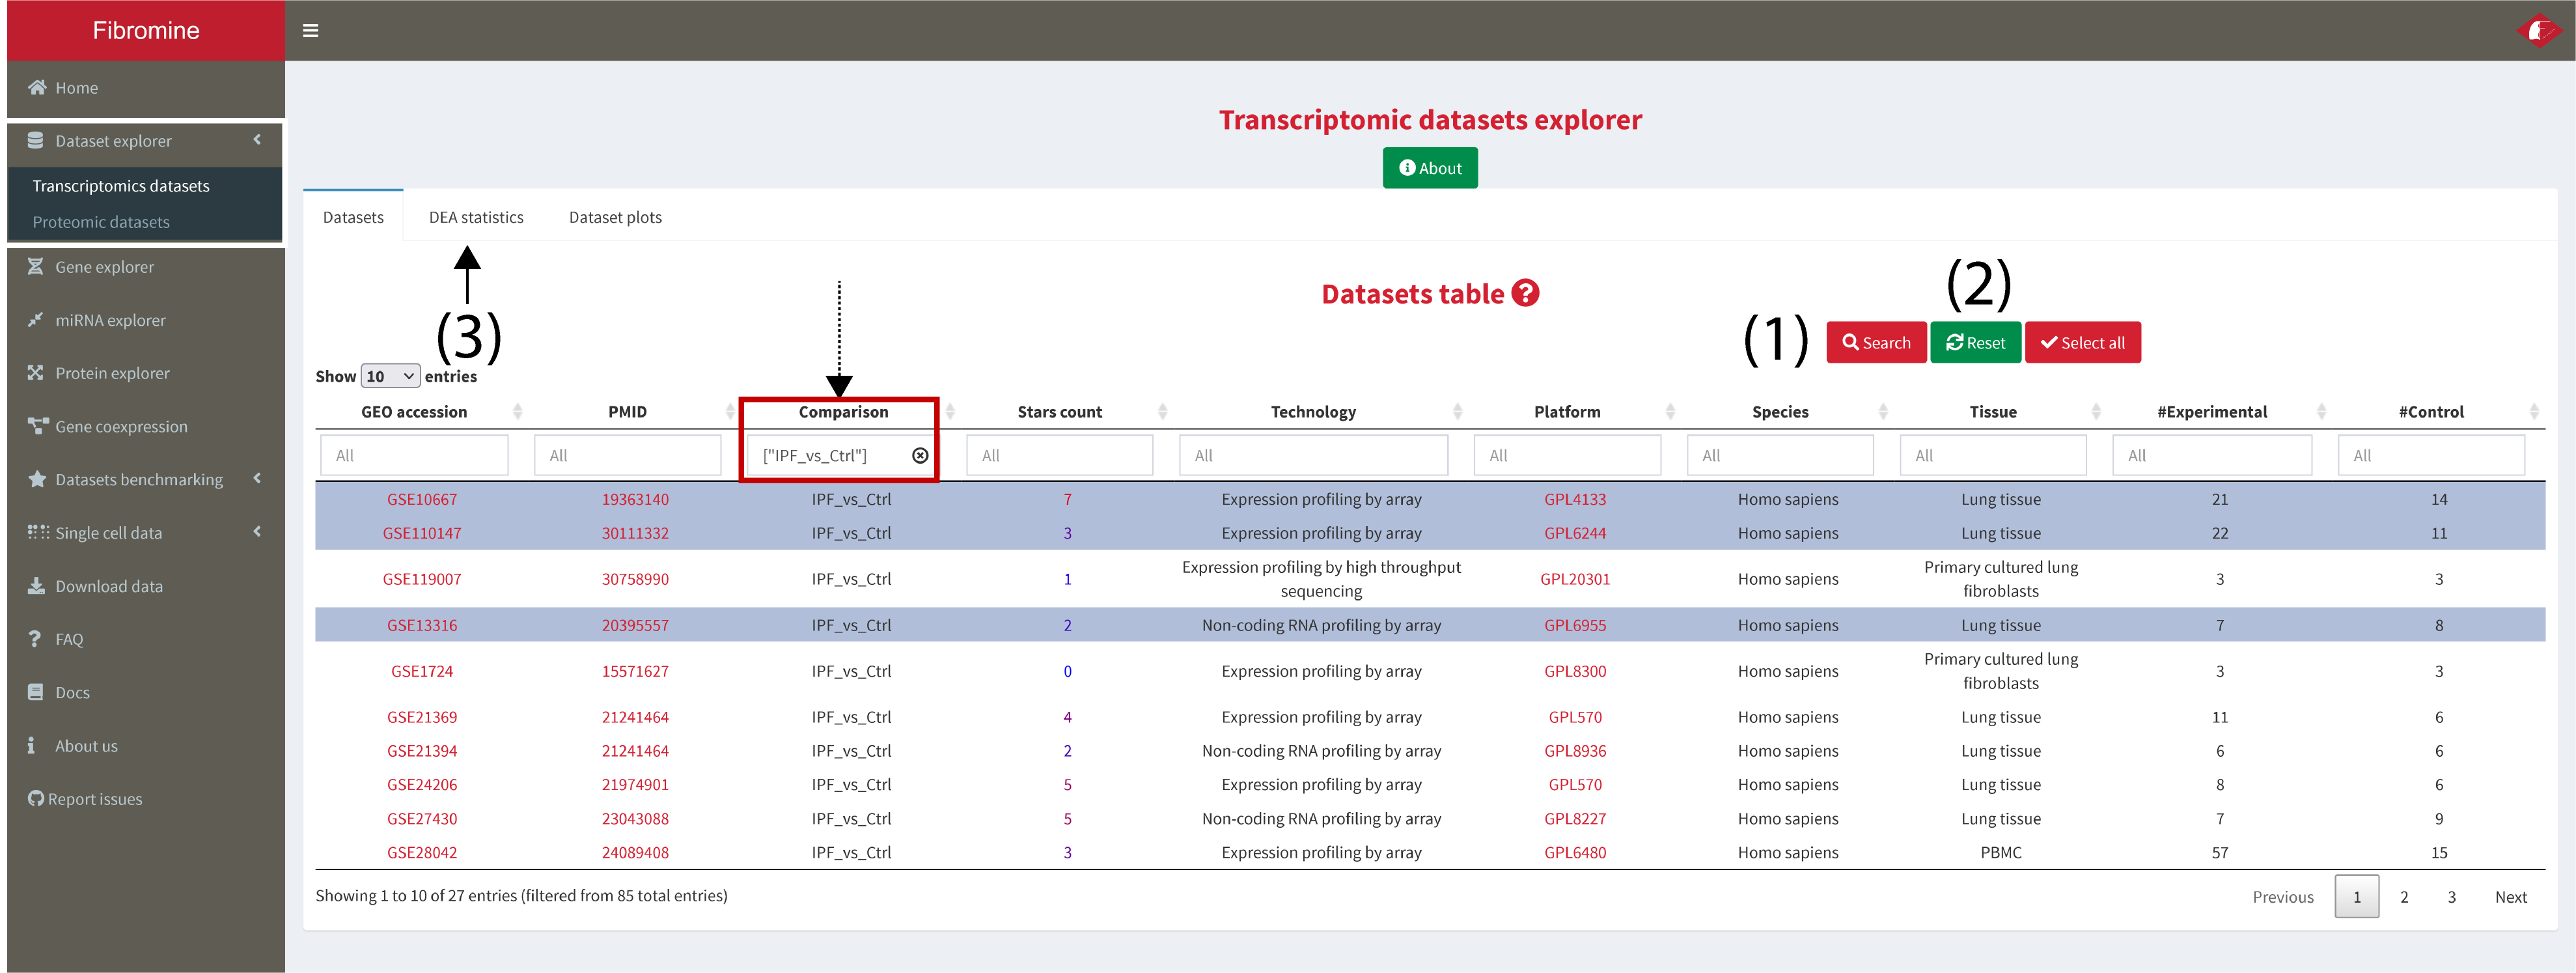 Fibromine
Home
Dataset explorer
Transcriptomics datasets
Proteomic datasets
Gene explorer
miRNA explorer
Protein explorer
Gene coexpression
Datasets benchmarking
Single cell data
Download data
FAQ
Docs
About us
Report issues
Transcriptomic datasets explorer
About
Datasets DEA statistics Dataset plots
(3)
Datasets table ?
(1) (2)
Search Reset Select all
Show 10 entries
GEO accession PMID Comparison Stars count Technology Platform Species Tissue #Experimental #Control
All All ["IPF_vs_Ctrl"] All All All All All All All
GSE10667 19363140 IPF_vs_Ctrl 7 Expression profiling by array GPL4133 Homo sapiens Lung tissue 21 14
GSE110147 30111332 IPF_vs_Ctrl 3 Expression profiling by array GPL6244 Homo sapiens Lung tissue 22 11
GSE119007 30758990 IPF_vs_Ctrl 1 Expression profiling by high throughput sequencing GPL20301 Homo sapiens Primary cultured lung fibroblasts 3 3
GSE13316 20395557 IPF_vs_Ctrl 2 Non-coding RNA profiling by array GPL6955 Homo sapiens Lung tissue 7 8
GSE1724 15571627 IPF_vs_Ctrl 0 Expression profiling by array GPL8300 Homo sapiens Primary cultured lung fibroblasts 3 3
GSE21369 21241464 IPF_vs_Ctrl 4 Expression profiling by array GPL570 Homo sapiens Lung tissue 11 6
GSE21394 21241464 IPF_vs_Ctrl 2 Non-coding RNA profiling by array GPL8936 Homo sapiens Lung tissue 6 6
GSE24206 21974901 IPF_vs_Ctrl 5 Expression profiling by array GPL570 Homo sapiens Lung tissue 8 6
GSE27430 23043088 IPF_vs_Ctrl 5 Non-coding RNA profiling by array GPL8227 Homo sapiens Lung tissue 7 9
GSE28042 24089408 IPF_vs_Ctrl 3 Expression profiling by array GPL6480 Homo sapiens PBMC 57 15
Showing 1 to 10 of 27 entries (filtered from 85 total entries)
Previous 1 2 3 Next